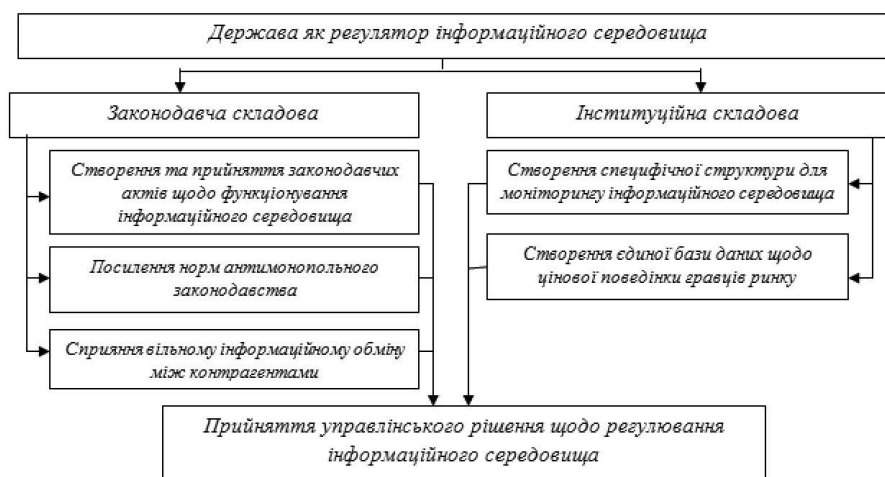 Держава як регулятор інформаційного середовища
Законодавча складова
Інституційна складова
Створення та прийняття законодавчих
актів щодо функціонування
інформаційного середовища
Створення специфічної структури для
моніторингу інформаційного середовища
Посилення норм антимонопольного
законодавства
Створення єдиної бази даних щодо
цінової поведінки гравців ринку
Сприяння вільному інформаційному обміну
між контрагентами
Прийняття управлінського рішення щодо регулювання
інформаційного середовища